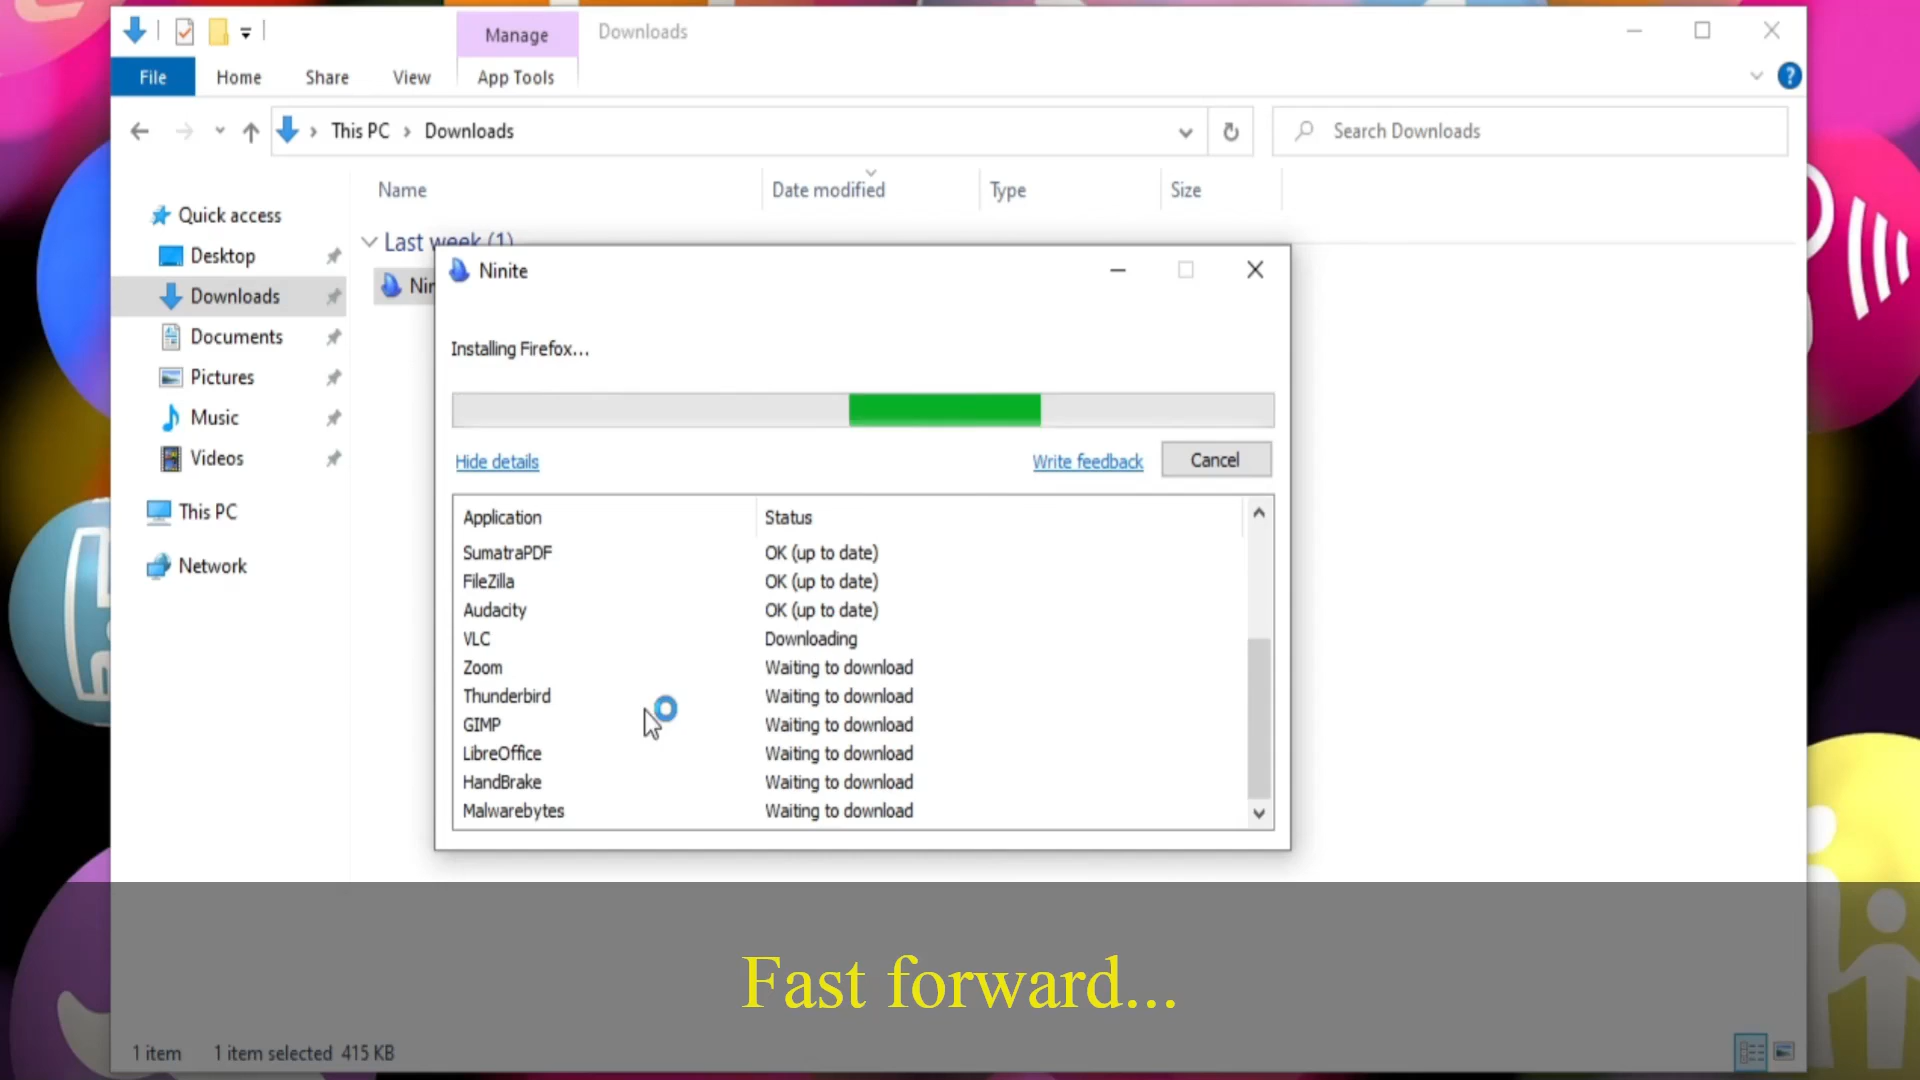 Manage
Downloads
File
Home
Share
View
App Tools
?
This PC
Downloads
Search Downloads
Name
Date modified
Type
Size
Quick access
Desktop
Downloads
Documents
Pictures
Music
Videos
This PC
Network
Last week (1)
Nin
Ninite
Installing Firefox...
Hide details
Write feedback
Cancel
Application Status
SumatraPDF OK (up to date)
FileZilla OK (up to date)
Audacity OK (up to date)
VLC Downloading
Zoom Waiting to download
Thunderbird Waiting to download
GIMP Waiting to download
LibreOffice Waiting to download
HandBrake Waiting to download
Malwarebytes Waiting to download
Fast forward...
1 item 1 item selected 415 KB